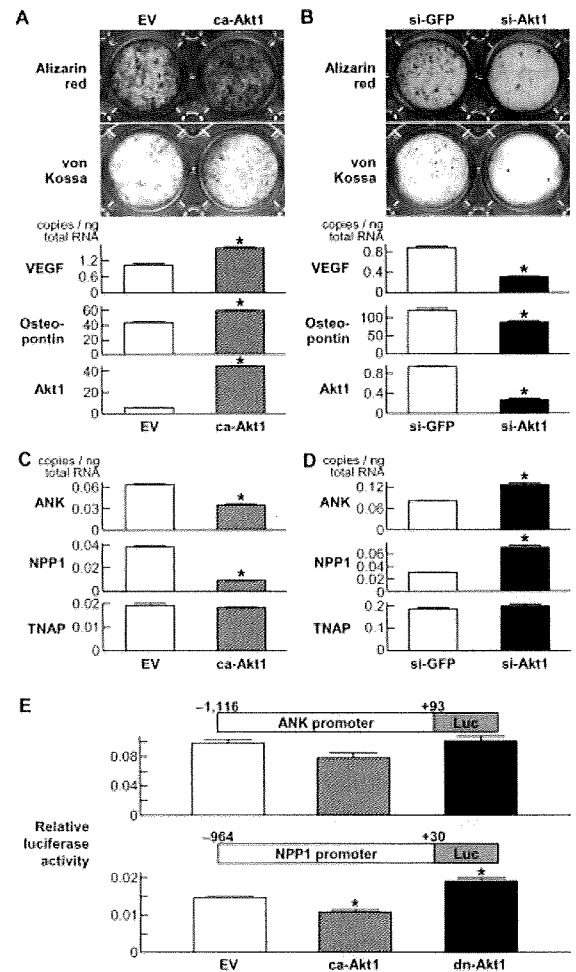 A
EV ca-Akt1
Alizarin red
von Kossa
copies / ng total RNA
VEGF
1.2
0.6
0
*
Osteo-pontin
60
40
20
0
*
Akt1
40
20
0
*
EV ca-Akt1
B
si-GFP si-Akt1
Alizarin red
von Kossa
copies / ng total RNA
VEGF
0.8
0.4
0
*
Osteo-pontin
100
50
0
*
Akt1
0.8
0.4
0
*
si-GFP si-Akt1
C
copies / ng total RNA
ANK
0.06
0.03
0
*
NPP1
0.04
0.02
0
*
TNAP
0.02
0.01
0
EV ca-Akt1
D
copies / ng total RNA
ANK
0.12
0.06
0
*
NPP1
0.06
0.04
0.02
0
*
TNAP
0.2
0.1
0
si-GFP si-Akt1
E
–1,116 +93
ANK promoter Luc
0.08
0.04
0
Relative luciferase activity
–964 +30
NPP1 promoter Luc
0.02
0.01
0
* *
EV ca-Akt1 dn-Akt1